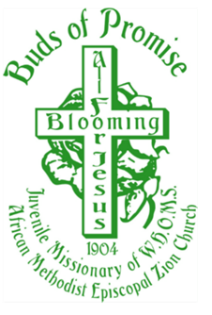 Buds of Promise
All For Jesus
Blooming
1904
Juvenile Missionary of W.H.O.M.S.
African Methodist Episcopal Zion Church